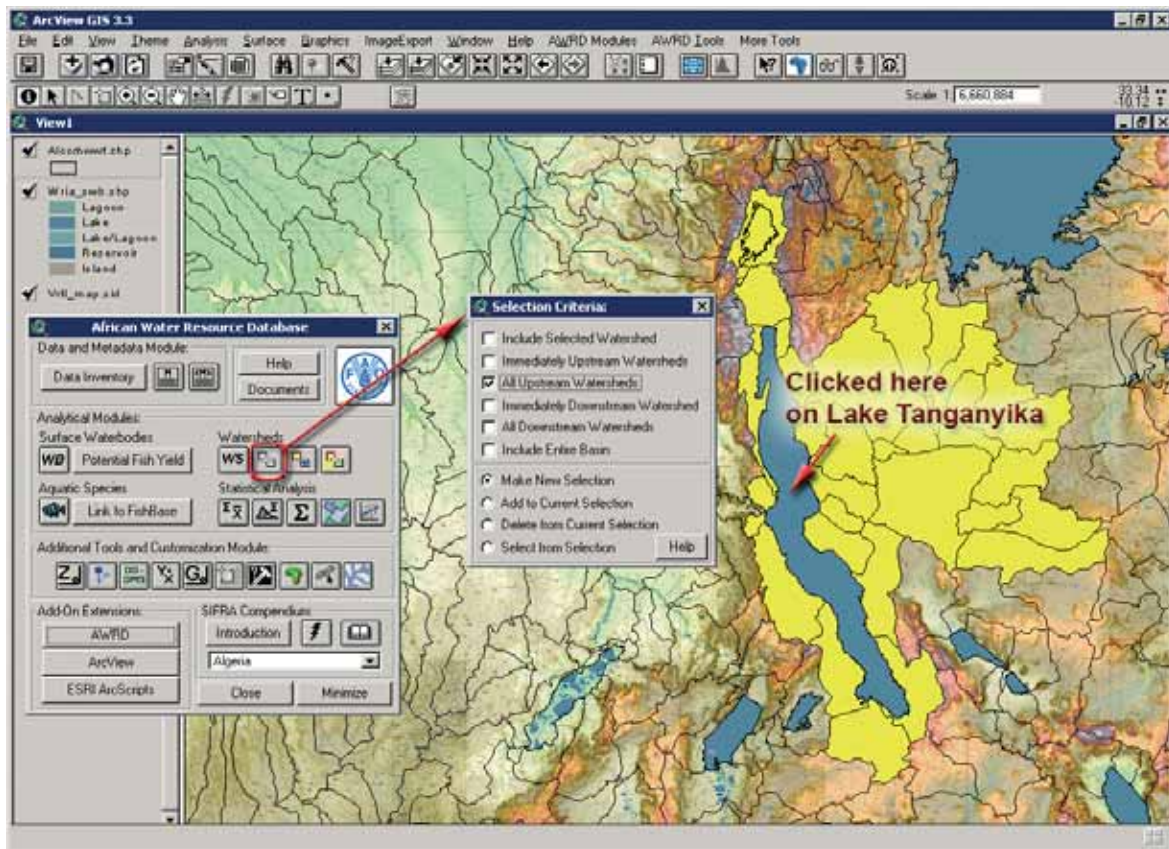 ArcView GIS 3.3
File Edit View Theme Analysis Surface Graphics ImageExport Window Help AWRD Modules AWRD Tools More Tools
Scale 1: 6,660,884
33.34
-10.12
View1
Lagoon
Lake
Lake/Lagoon
Reservoir
Island
African Water Resource Database
Data and Metadata Module:
Data Inventory
Help
Documents
Analytical Modules:
Surface Waterbodies
Watersheds
WB Potential Fish Yield
WS
Aquatic Species
Statistical Analysis
Link to FishBase
Additional Tools and Customization Module:
Add-On Extensions:
AWRD
ArcView
ESRI ArcScripts
SIFRA Compendium:
Introduction
Algeria
Close
Minimize
Selection Criteria:
Include Selected Watershed
Immediately Upstream Watersheds
All Upstream Watersheds
Immediately Downstream Watershed
All Downstream Watersheds
Include Entire Basin
Make New Selection
Add to Current Selection
Delete from Current Selection
Select from Selection
Help
Clicked here
on Lake Tanganyika